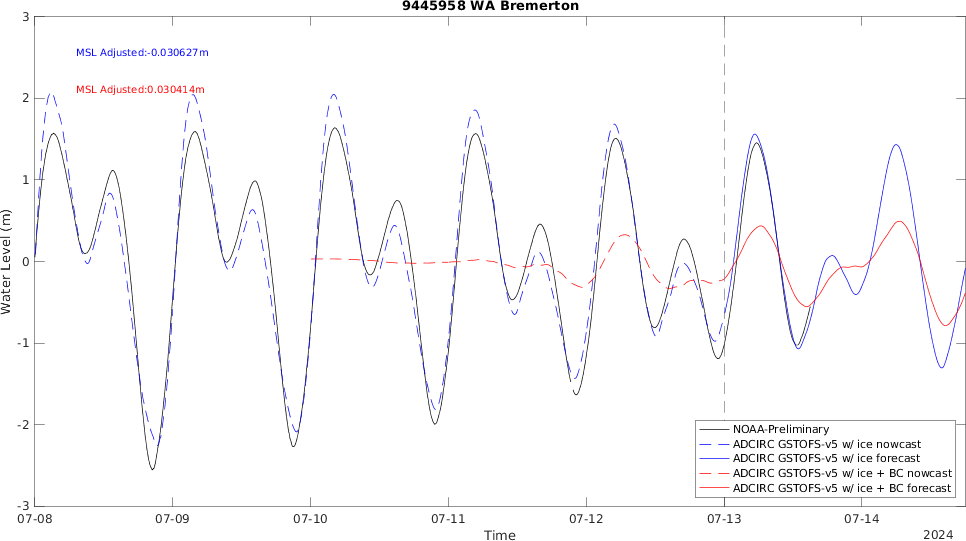 9445958 WA Bremerton
MSL Adjusted:-0.030627m
MSL Adjusted:0.030414m
Water Level (m)
3
2
1
0
-1
-2
-3
NOAA-Preliminary
ADCIRC GSTOFS-v5 w/ ice nowcast
ADCIRC GSTOFS-v5 w/ ice forecast
ADCIRC GSTOFS-v5 w/ ice + BC nowcast
ADCIRC GSTOFS-v5 w/ ice + BC forecast
07-08 07-09 07-10 07-11 07-12 07-13 07-14
Time
2024